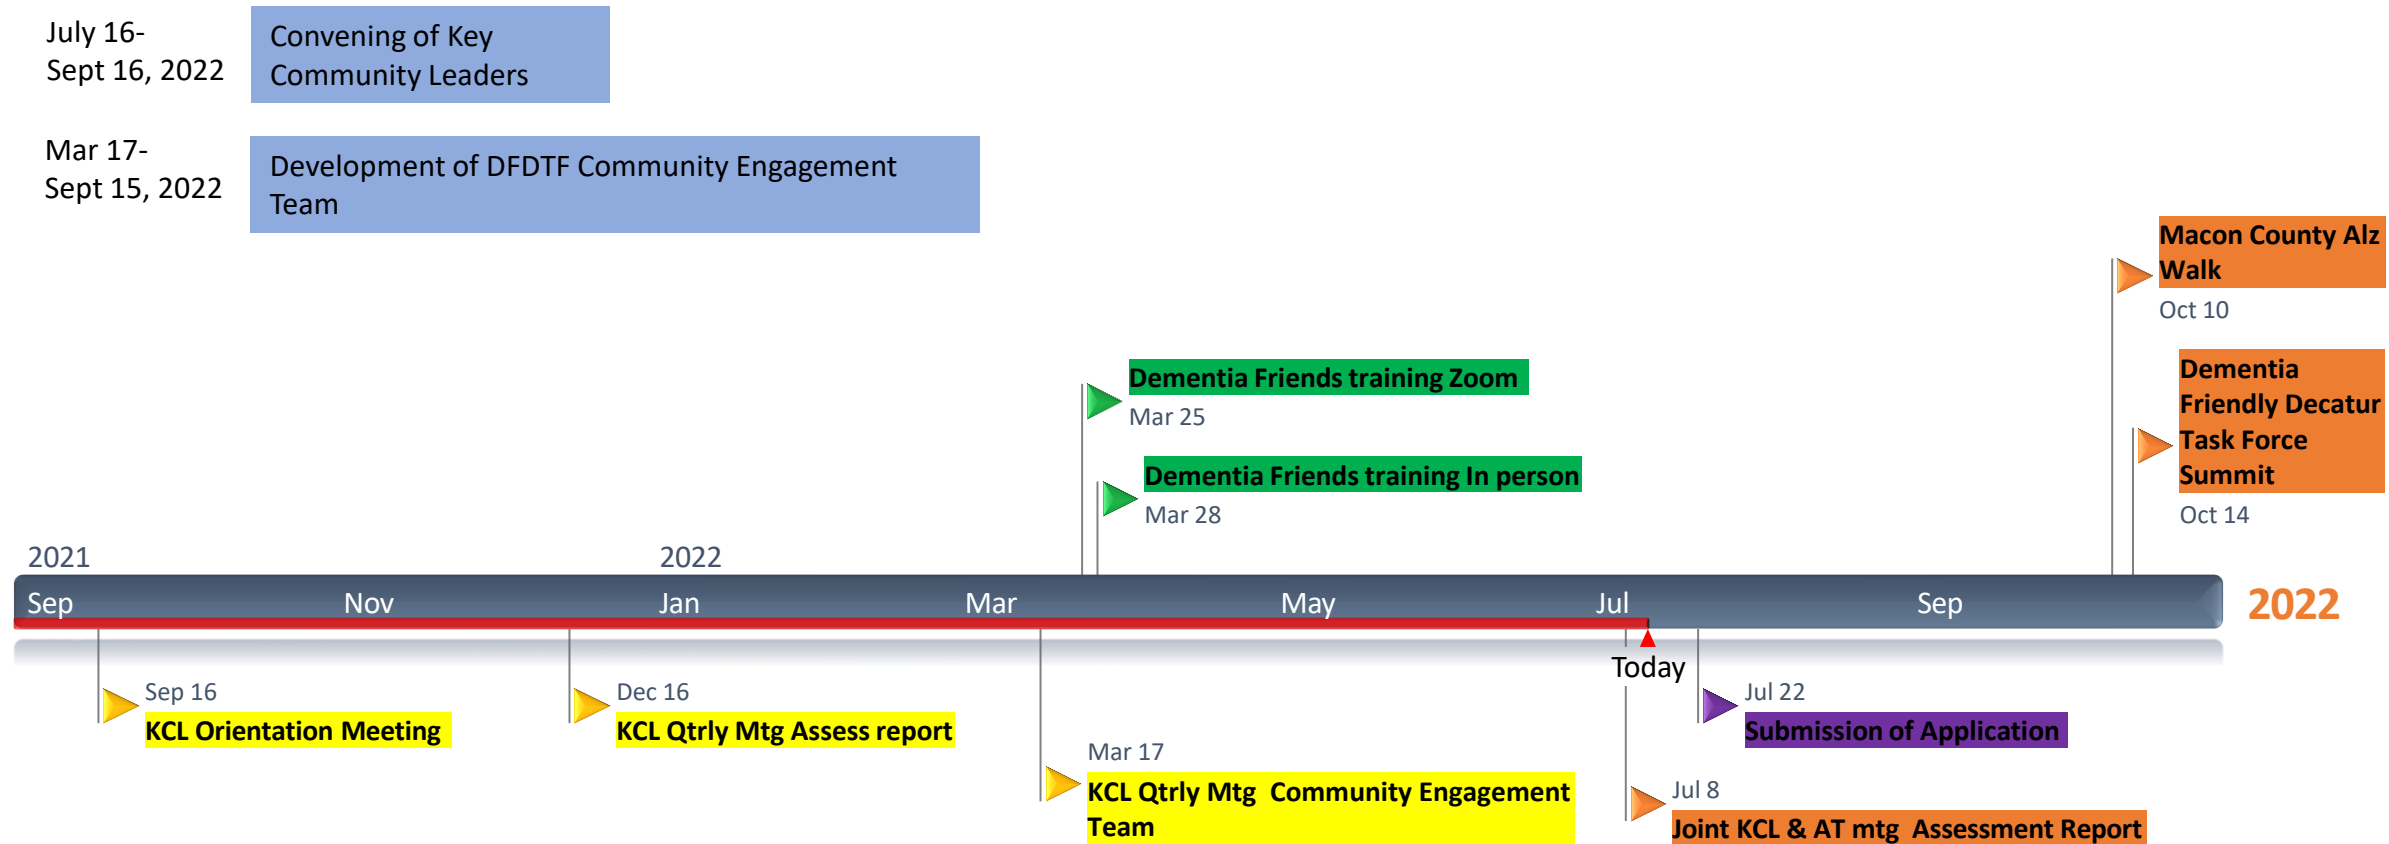 July 16-
Sept 16, 2022
Convening of Key
Community Leaders
Mar 17-
Sept 15, 2022
Development of DFDTF Community Engagement
Team
Macon County Alz
Walk
Oct 10
Dementia
Friendly Decatur
Task Force
Summit
Oct 14
Dementia Friends training Zoom
Mar 25
Dementia Friends training In person
Mar 28
2021
2022
Sep
Nov
Jan
Mar
May
Jul
Sep
2022
Today
Sep 16
KCL Orientation Meeting
Dec 16
KCL Qtrly Mtg Assess report
Mar 17
KCL Qtrly Mtg  Community Engagement
Team
Jul 22
Submission of Application
Jul 8
Joint KCL & AT mtg  Assessment Report